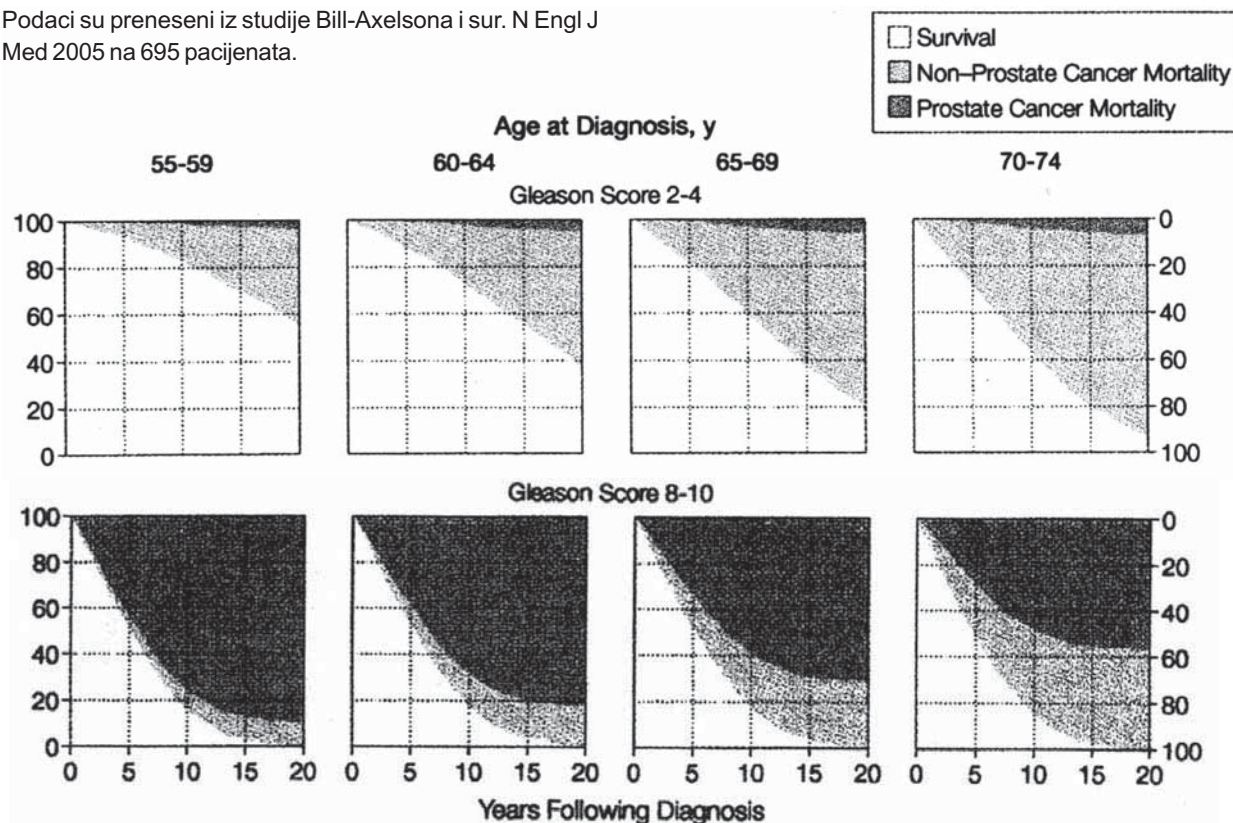 Podaci su preneseni iz studije Bill-Axelsona i sur. N Engl J
Med 2005 na 695 pacijenata.
Survival
Non–Prostate Cancer Mortality
Prostate Cancer Mortality
Age at Diagnosis, y
55-59 60-64 65-69 70-74
Gleason Score 2-4
100 0
80 20
60 40
40 60
20 80
0 100
Gleason Score 8-10
100 0
80 20
60 40
40 60
20 80
0 100
0 5 10 15 20 0 5 10 15 20 0 5 10 15 20 0 5 10 15 20
Years Following Diagnosis